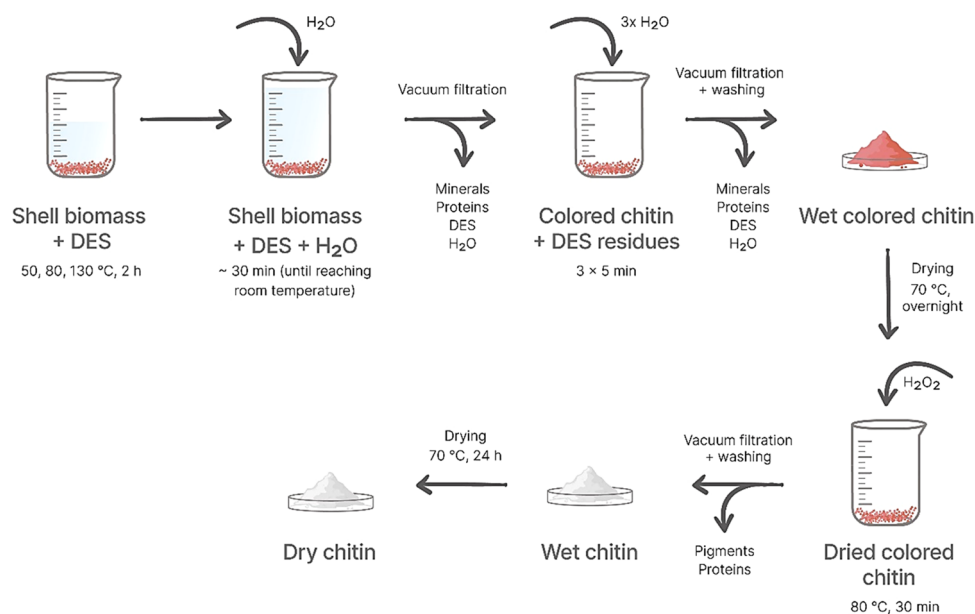 H₂O
3x H₂O
Vacuum filtration
Vacuum filtration
+ washing
Minerals
Proteins
DES
H₂O
Minerals
Proteins
DES
H₂O
Shell biomass
+ DES
50, 80, 130 °C, 2 h
Shell biomass
+ DES + H₂O
~ 30 min (until reaching
room temperature)
Colored chitin
+ DES residues
3 × 5 min
Wet colored chitin
Drying
70 °C,
overnight
H₂O₂
Dried colored
chitin
80 °C, 30 min
Vacuum filtration
+ washing
Pigments
Proteins
Wet chitin
Drying
70 °C, 24 h
Dry chitin